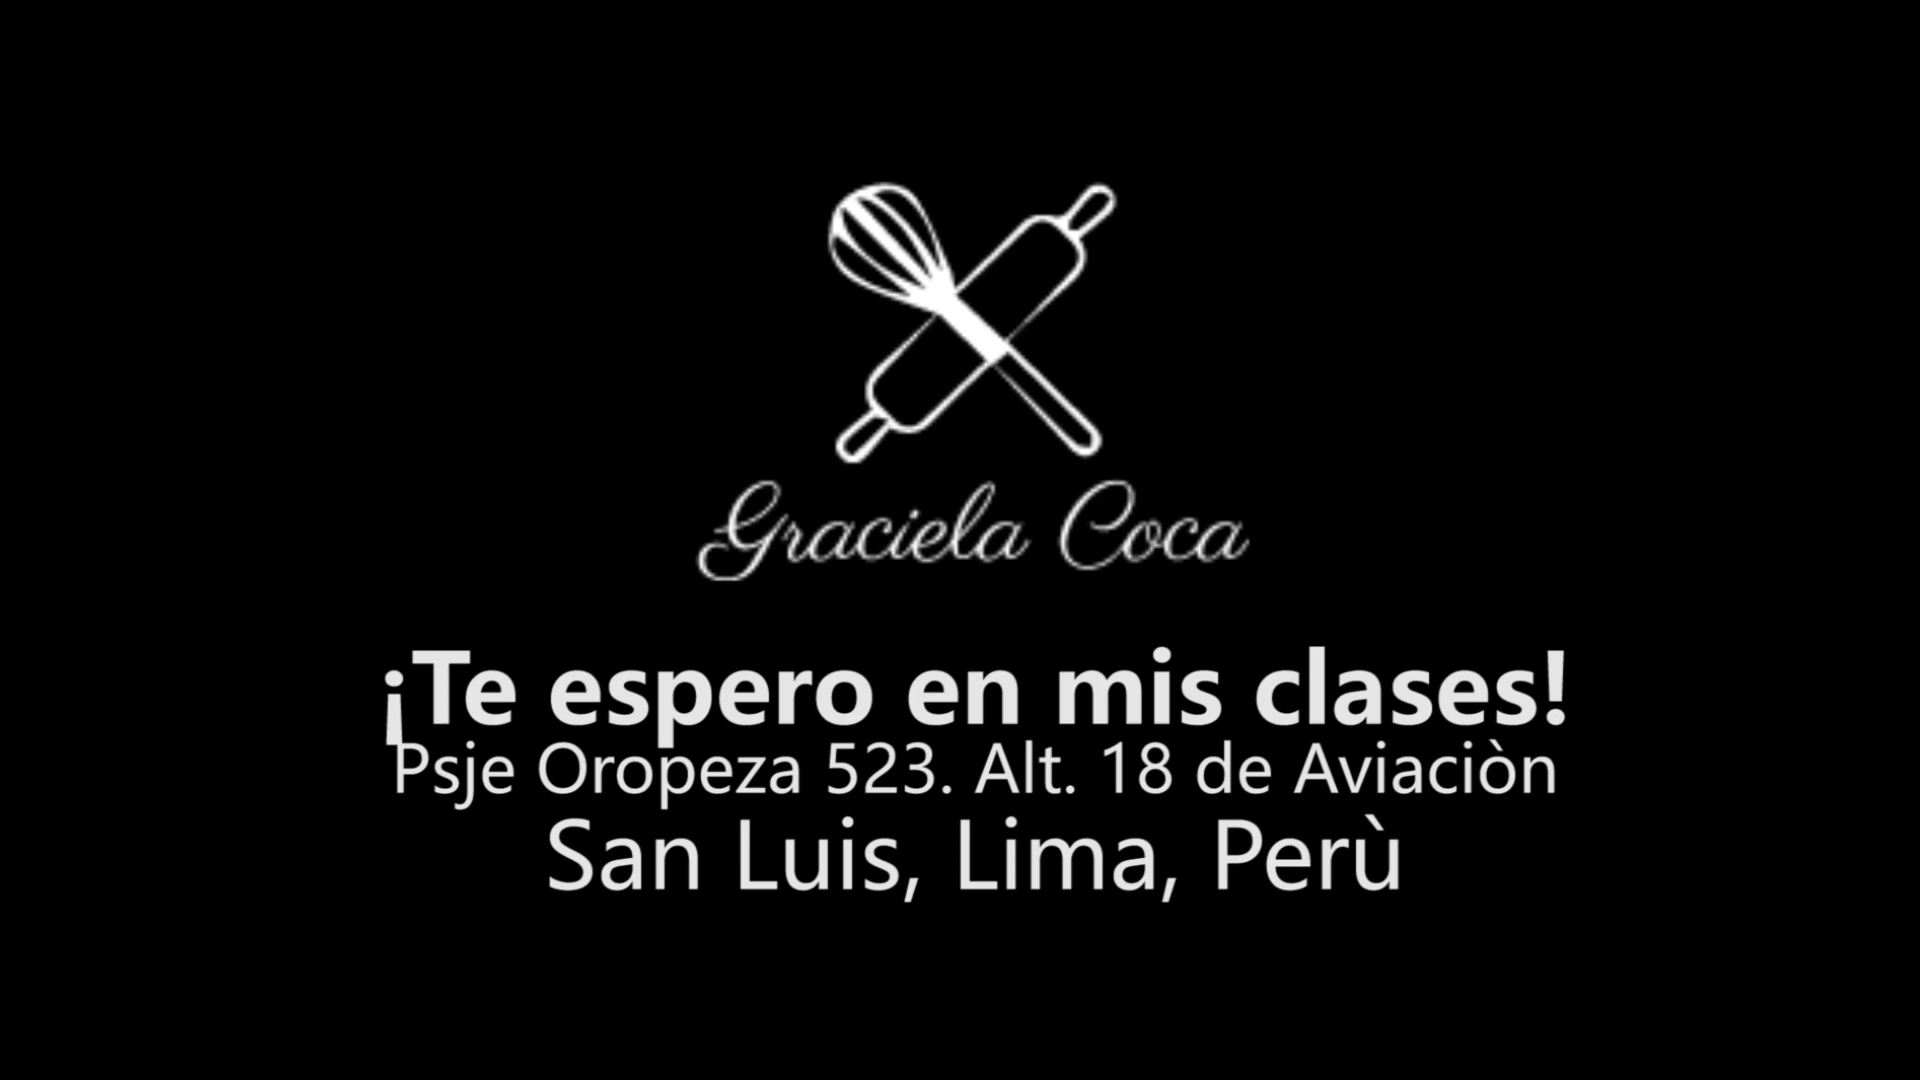 Graciela Coca
¡Te espero en mis clases!
Psje Oropeza 523. Alt. 18 de Aviaciòn
San Luis, Lima, Perù